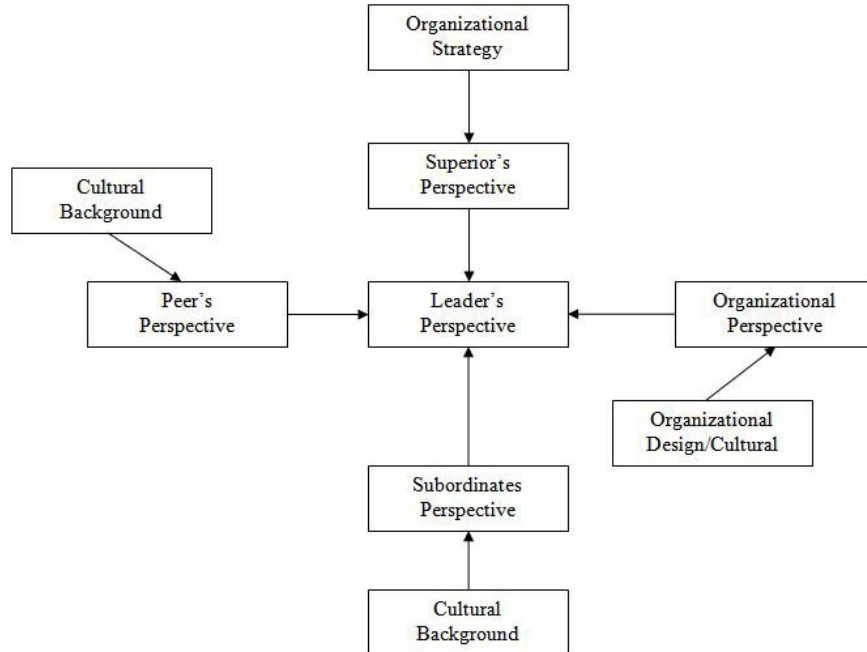 Organizational
Strategy
Superior's
Perspective
Cultural
Background
Peer's
Perspective
Leader's
Perspective
Organizational
Perspective
Organizational
Design/Cultural
Subordinates
Perspective
Cultural
Background